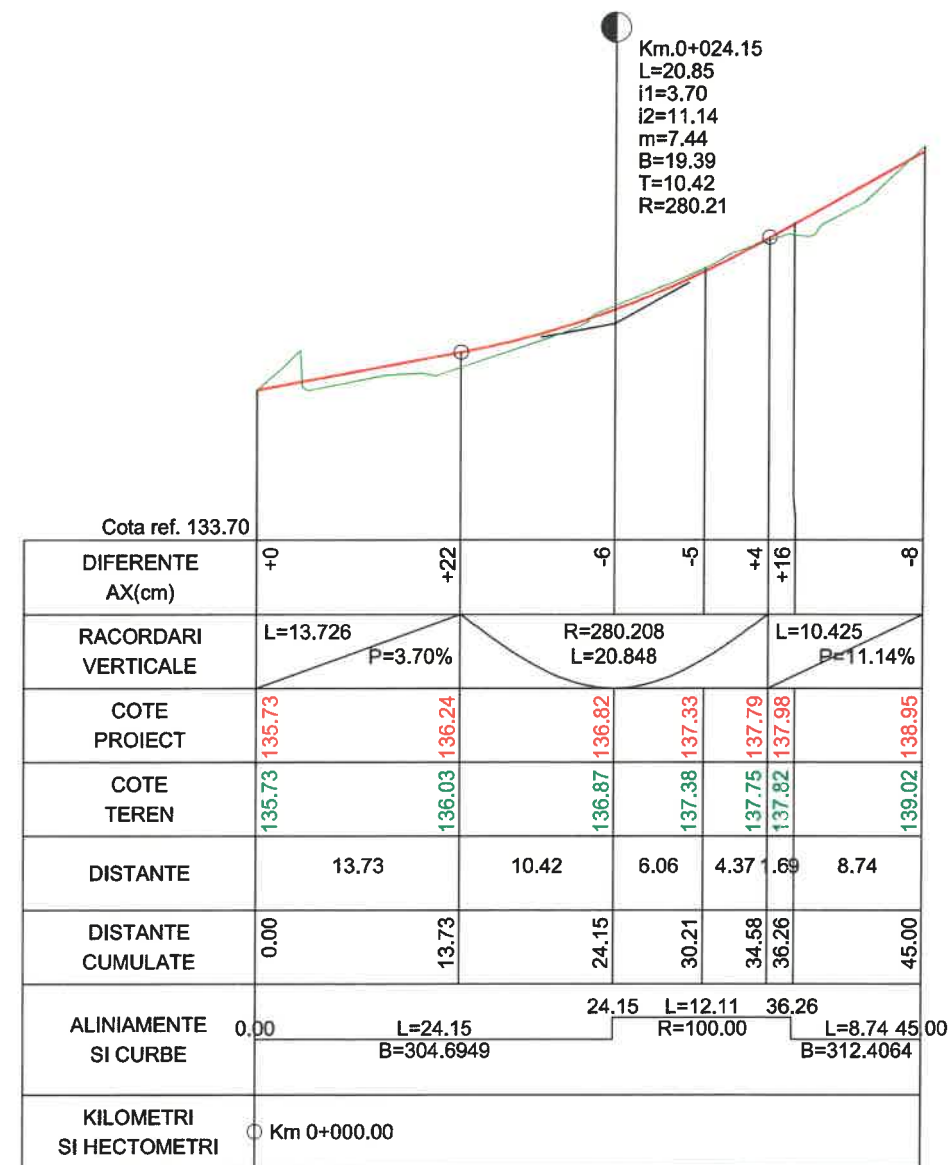 Km.0+024.15
L=20.85
i1=3.70
i2=11.14
m=7.44
B=19.39
T=10.42
R=280.21
Cota ref. 133.70
DIFERENTE
AX(cm)
+0
+22
-6
-5
+4
+16
-8
RACORDARI
VERTICALE
L=13.726
P=3.70%
R=280.208
L=20.848
L=10.425
P=11.14%
COTE
PROIECT
135.73
136.24
136.82
137.33
137.79
137.98
138.95
COTE
TEREN
135.73
136.03
136.87
137.38
137.75
137.82
139.02
DISTANTE
13.73
10.42
6.06
4.37
1.69
8.74
DISTANTE
CUMULATE
0.00
13.73
24.15
30.21
34.58
36.26
45.00
ALINIAMENTE
SI CURBE
0.00
L=24.15
B=304.6949
24.15
L=12.11
R=100.00
36.26
L=8.74
45.00
B=312.4064
KILOMETRI
SI HECTOMETRI
Km 0+000.00